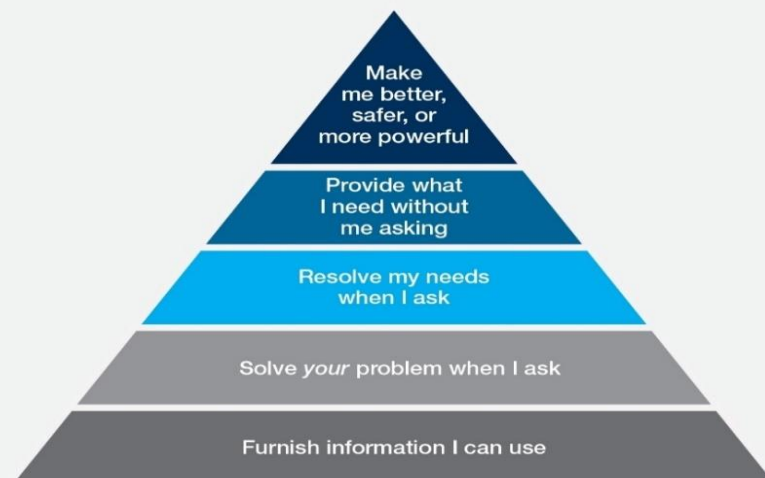 Make
me better,
safer, or
more powerful
Provide what
I need without
me asking
Resolve my needs
when I ask
Solve your problem when I ask
Furnish information I can use